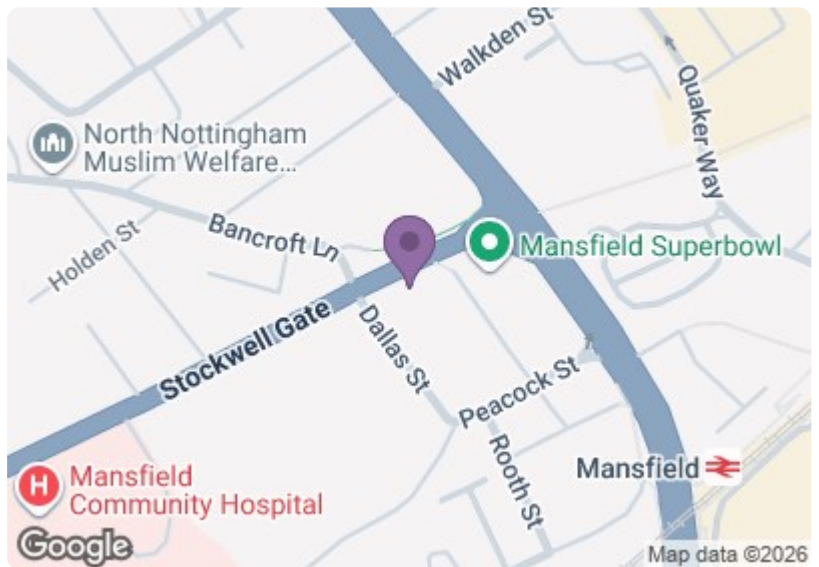 Walkden St
Quaker Way
North Nottingham
Muslim Welfare...
Bancroft Ln
Holden St
Mansfield Superbowl
Stockwell Gate
Dallas St
Peacock St
Rooth St
Mansfield
H
Mansfield
Community Hospital
Google
Map data ©2026